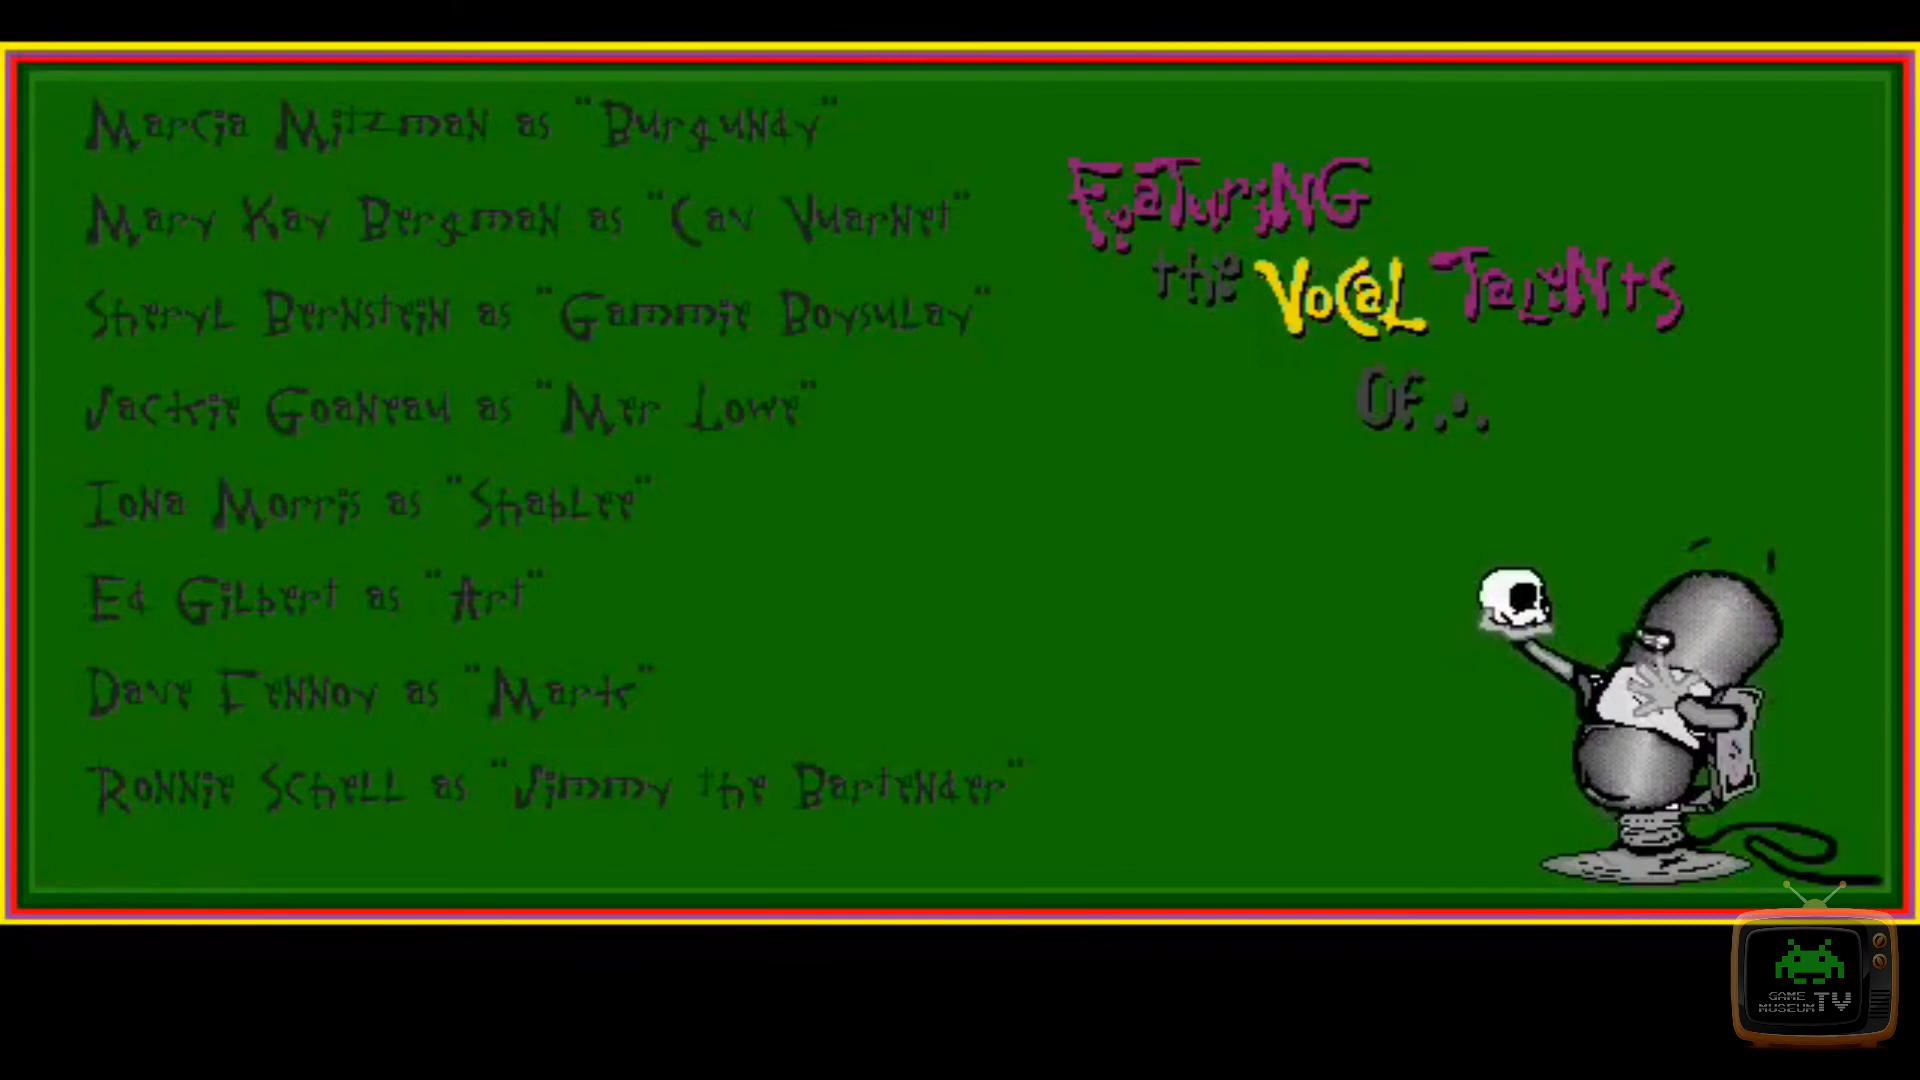 Marcia Mitzman as "Burgundy"
Mary Kay Bergman as "Cav Vuarnet"
Sheryl Bernstein as "Gammie Boysulay"
Jackie Goaneau as "Mer Lowe"
Iona Morris as "Shablee"
Ed Gilbert as "Art"
Dave Fennoy as "Mark"
Ronnie Schell as "Jimmy the Bartender"
Featuring
the Vocal Talents
Of...
GAME
MUSEUM TV